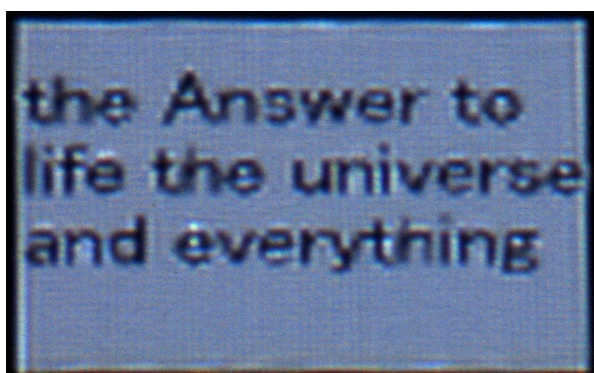 the Answer to
life the universe
and everything